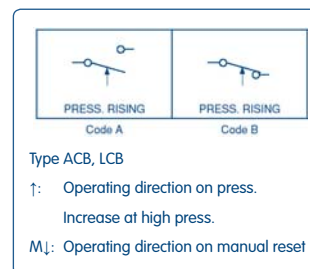 PRESS. RISING PRESS. RISING
Code A Code B
Type ACB, LCB
↑: Operating direction on press.
Increase at high press.
M↓: Operating direction on manual reset